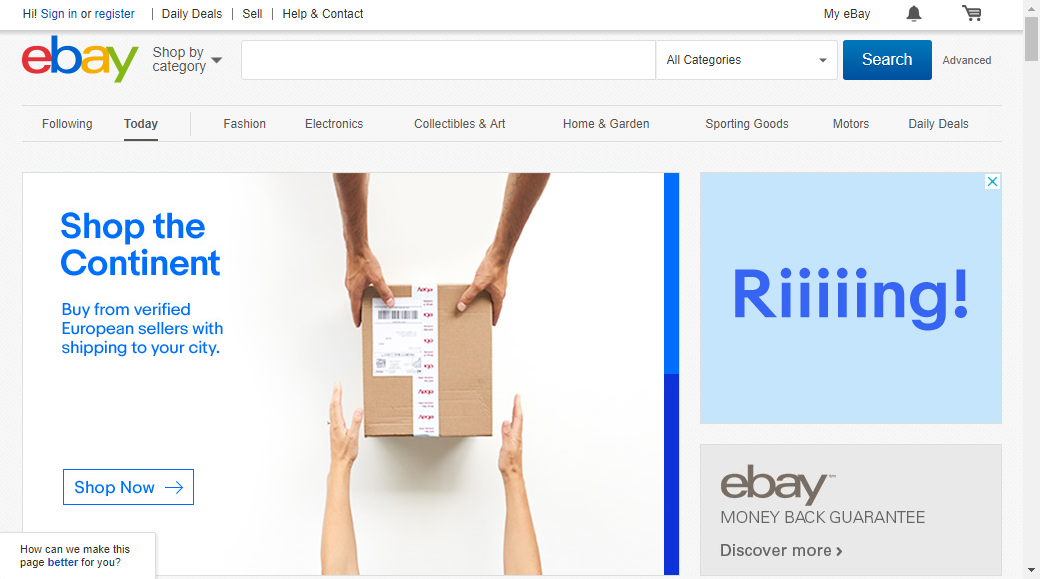 Hi! Sign in or register | Daily Deals | Sell | Help & Contact My eBay
ebay
Shop by
category
All Categories
Search
Advanced
Following Today Fashion Electronics Collectibles & Art Home & Garden Sporting Goods Motors Daily Deals
Shop the
Continent
Buy from verified
European sellers with
shipping to your city.
Shop Now
Riiiiing!
ebay
MONEY BACK GUARANTEE
Discover more
How can we make this
page better for you?